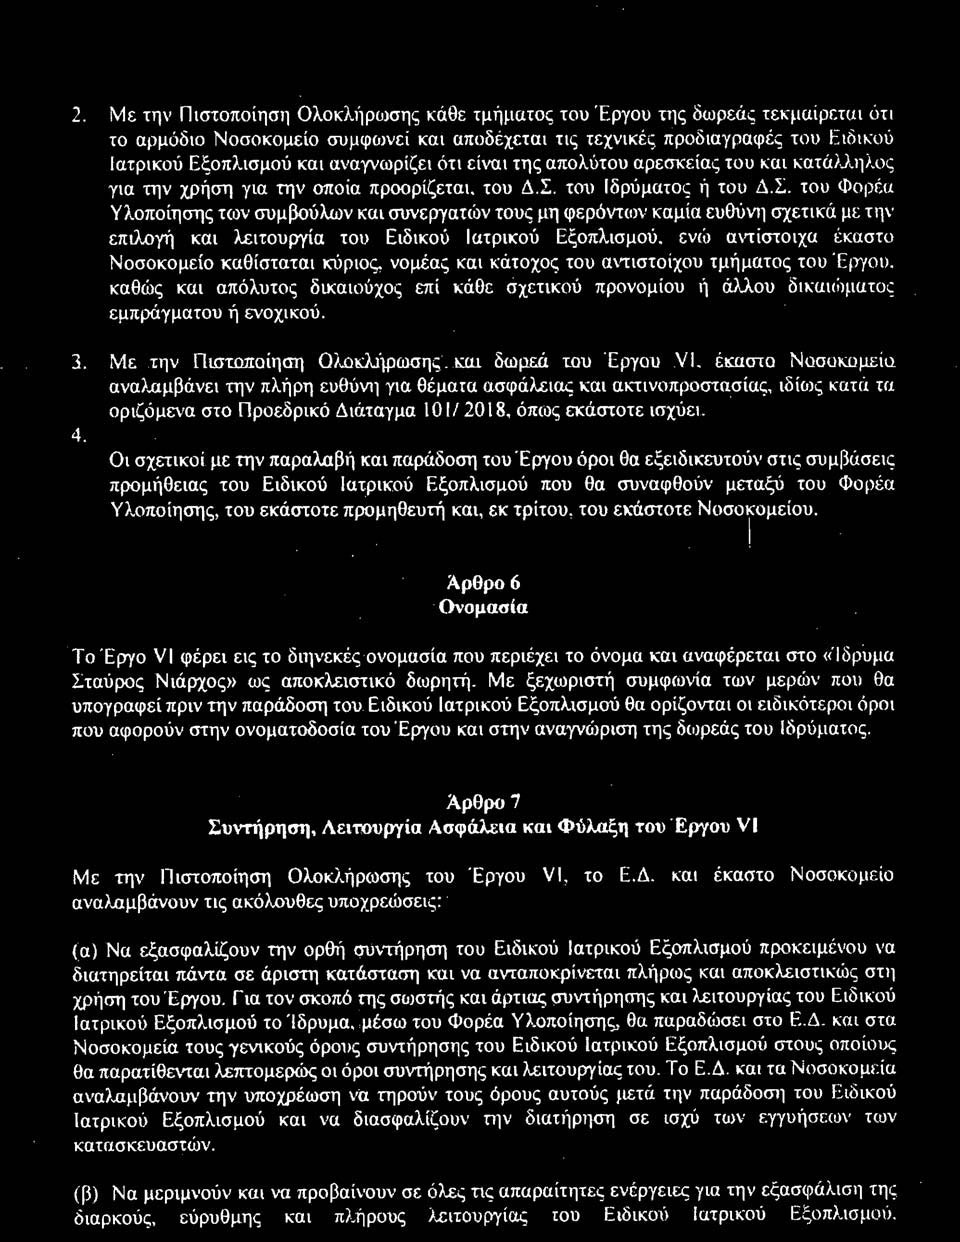 2. Με την Πιστοποίηση Ολοκλήρωσης κάθε τμήματος του Έργου της δωρεάς τεκμαίρεται ότι
το αρμόδιο Νοσοκομείο συμφωνεί και αποδέχεται τις τεχνικές προδιαγραφές του Ειδικού
Ιατρικού Εξοπλισμού και αναγνωρίζει ότι είναι της απολύτου αρεσκείας του και κατάλληλος
για την χρήση για την οποία προορίζεται, του Δ.Σ. του Ιδρύματος ή του Δ.Σ. του Φορέα
Υλοποίησης των συμβούλων και συνεργατών τους μη φερόντων καμία ευθύνη σχετικά με την
επιλογή και λειτουργία του Ειδικού Ιατρικού Εξοπλισμού, ενώ αντίστοιχα έκαστο
Νοσοκομείο καθίσταται κύριος, νομέας και κάτοχος του αντιστοίχου τμήματος του Έργου,
καθώς και απόλυτος δικαιούχος επί κάθε σχετικού προνομίου ή άλλου δικαιώματος
εμπράγματου ή ενοχικού.
3. Με την Πιστοποίηση Ολοκλήρωσης και δωρεά του Έργου VI, έκαστο Νοσοκομείο
αναλαμβάνει την πλήρη ευθύνη για θέματα ασφάλειας και ακτινοπροστασίας, ιδίως κατά τα
οριζόμενα στο Προεδρικό Διάταγμα 101/ 2018, όπως εκάστοτε ισχύει.
4.
Οι σχετικοί με την παραλαβή και παράδοση του Έργου όροι θα εξειδικευτούν στις συμβάσεις
προμήθειας του Ειδικού Ιατρικού Εξοπλισμού που θα συναφθούν μεταξύ του Φορέα
Υλοποίησης, του εκάστοτε προμηθευτή και, εκ τρίτου, του εκάστοτε Νοσοκομείου.
Άρθρο 6
Ονομασία
Το Έργο VI φέρει εις το διηνεκές ονομασία που περιέχει το όνομα και αναφέρεται στο «Ίδρυμα
Σταύρος Νιάρχος» ως αποκλειστικό δωρητή. Με ξεχωριστή συμφωνία των μερών που θα
υπογραφεί πριν την παράδοση του Ειδικού Ιατρικού Εξοπλισμού θα ορίζονται οι ειδικότεροι όροι
που αφορούν στην ονοματοδοσία του Έργου και στην αναγνώριση της δωρεάς του Ιδρύματος.
Άρθρο 7
Συντήρηση, Λειτουργία Ασφάλεια και Φύλαξη του Έργου VI
Με την Πιστοποίηση Ολοκλήρωσης του Έργου VI, το Ε.Δ. και έκαστο Νοσοκομείο
αναλαμβάνουν τις ακόλουθες υποχρεώσεις:
(α) Να εξασφαλίζουν την ορθή συντήρηση του Ειδικού Ιατρικού Εξοπλισμού προκειμένου να
διατηρείται πάντα σε άριστη κατάσταση και να ανταποκρίνεται πλήρως και αποκλειστικώς στη
χρήση του Έργου. Για τον σκοπό της σωστής και άρτιας συντήρησης και λειτουργίας του Ειδικού
Ιατρικού Εξοπλισμού το Ίδρυμα, μέσω του Φορέα Υλοποίησης, θα παραδώσει στο Ε.Δ. και στα
Νοσοκομεία τους γενικούς όρους συντήρησης του Ειδικού Ιατρικού Εξοπλισμού στους οποίους
θα παρατίθενται λεπτομερώς οι όροι συντήρησης και λειτουργίας του. Το Ε.Δ. και τα Νοσοκομεία
αναλαμβάνουν την υποχρέωση να τηρούν τους όρους αυτούς μετά την παράδοση του Ειδικού
Ιατρικού Εξοπλισμού και να διασφαλίζουν την διατήρηση σε ισχύ των εγγυήσεων των
κατασκευαστών.
(β) Να μεριμνούν και να προβαίνουν σε όλες τις απαραίτητες ενέργειες για την εξασφάλιση της
διαρκούς, εύρυθμης και πλήρους λειτουργίας του Ειδικού Ιατρικού Εξοπλισμού.